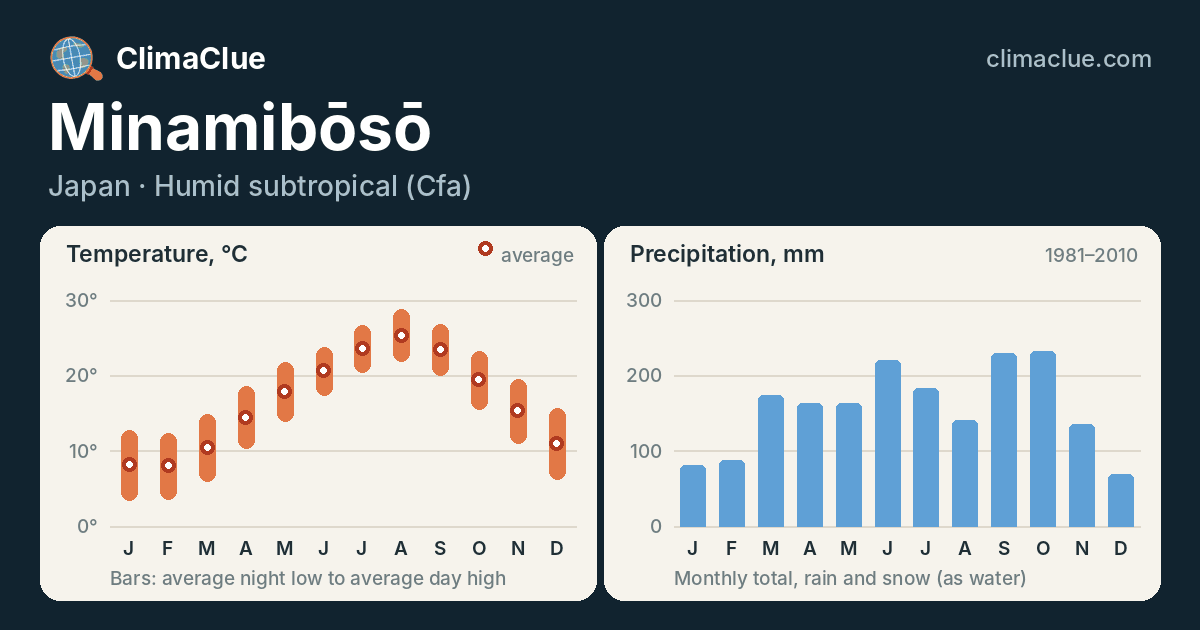 ClimaClue
climaclue.com
Minamibōsō
Japan · Humid subtropical (Cfa)
Temperature, °C
average
30°
20°
10°
0°
J F M A M J J A S O N D
Bars: average night low to average day high
Precipitation, mm
1981–2010
300
200
100
0
J F M A M J J A S O N D
Monthly total, rain and snow (as water)